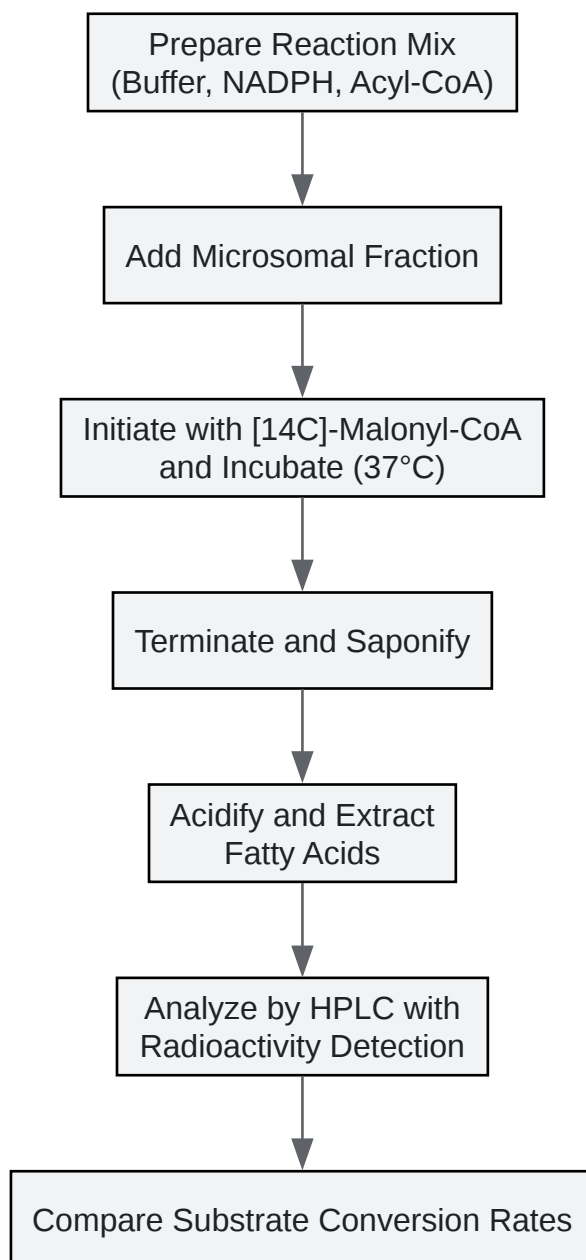 Prepare Reaction Mix
(Buffer, NADPH, Acyl-CoA)
Add Microsomal Fraction
Initiate with [14C]-Malonyl-CoA
and Incubate (37°C)
Terminate and Saponify
Acidify and Extract
Fatty Acids
Analyze by HPLC with
Radioactivity Detection
Compare Substrate Conversion Rates